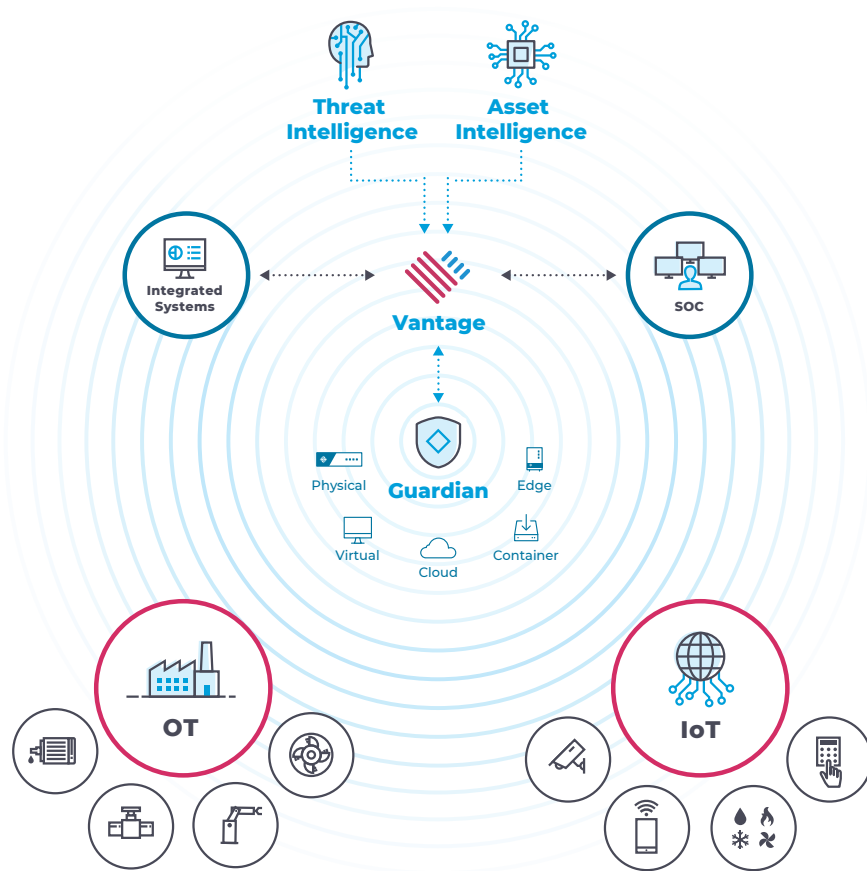 Threat
Intelligence
Asset
Intelligence
Integrated
Systems
Vantage
SOC
Physical
Guardian
Edge
Virtual
Cloud
Container
OT
IoT